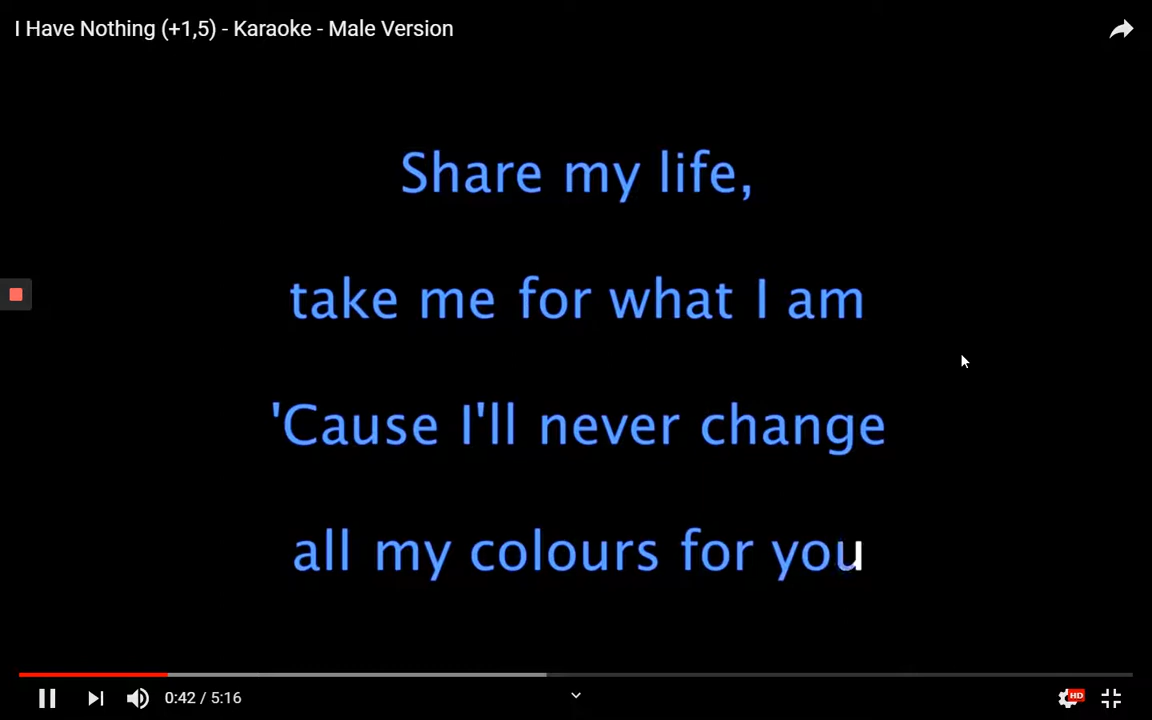 I Have Nothing (+1,5) - Karaoke - Male Version
Share my life,
take me for what I am
'Cause I'll never change
all my colours for you
0:42 / 5:16
HD